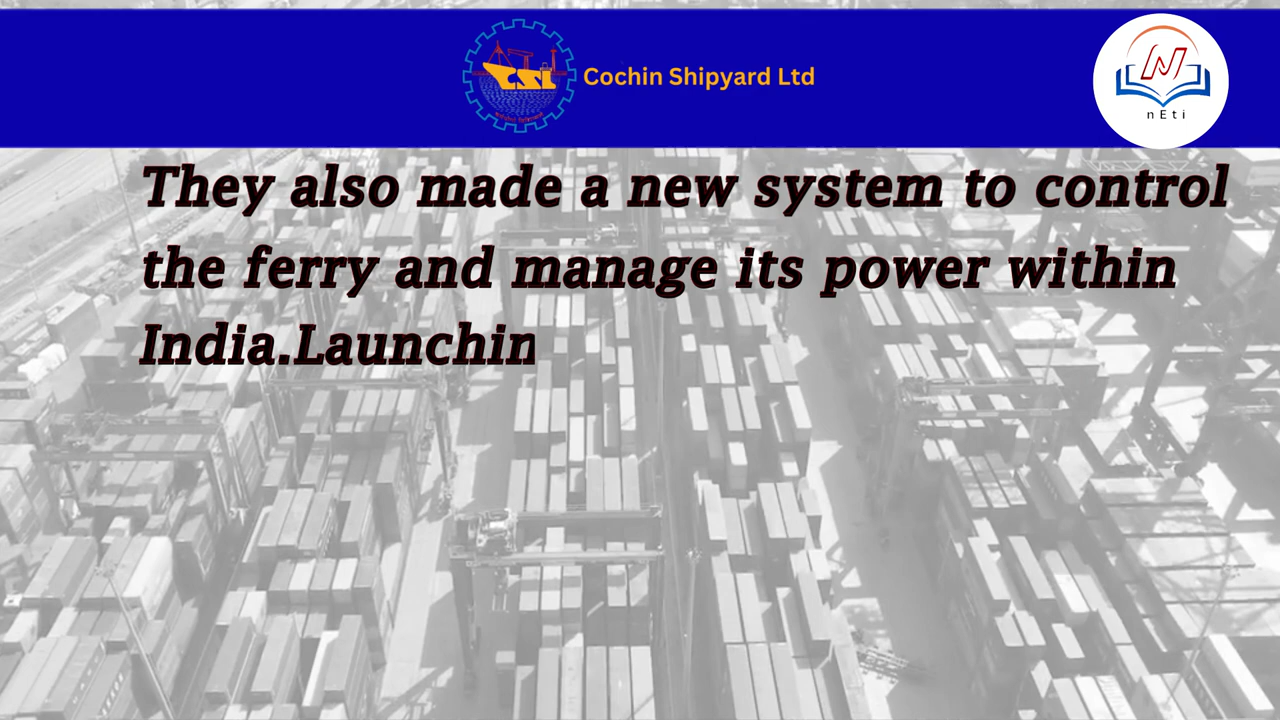 CSL
Cochin Shipyard Ltd
N
nEti
They also made a new system to control
the ferry and manage its power within
India.Launchin